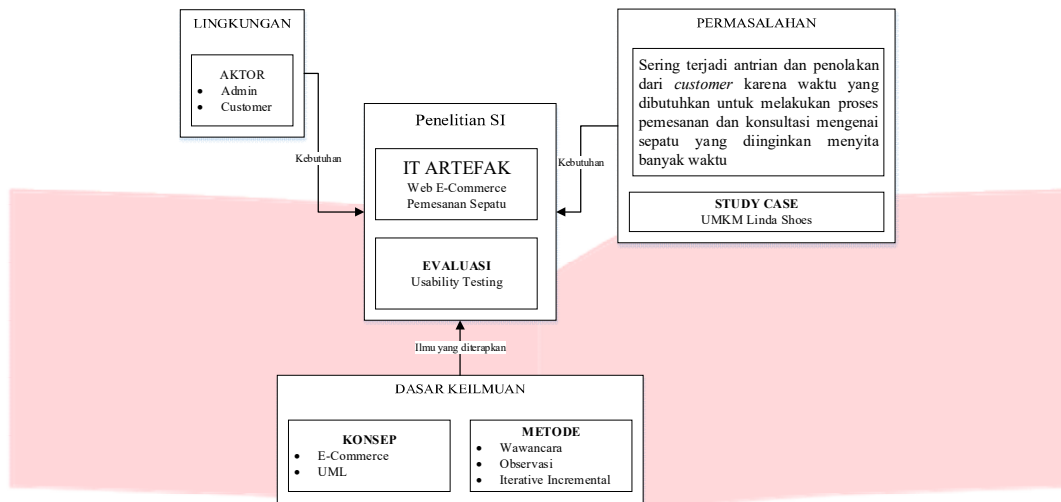 LINGKUNGAN
AKTOR
• Admin
• Customer
Kebutuhan
Penelitian SI
IT ARTEFAK
Web E-Commerce
Pemesanan Sepatu
EVALUASI
Usability Testing
Kebutuhan
PERMASALAHAN
Sering terjadi antrian dan penolakan
dari customer karena waktu yang
dibutuhkan untuk melakukan proses
pemesanan dan konsultasi mengenai
sepatu yang diinginkan menyita
banyak waktu
STUDY CASE
UMKM Linda Shoes
Ilmu yang diterapkan
DASAR KEILMUAN
KONSEP
• E-Commerce
• UML
METODE
• Wawancara
• Observasi
• Iterative Incremental